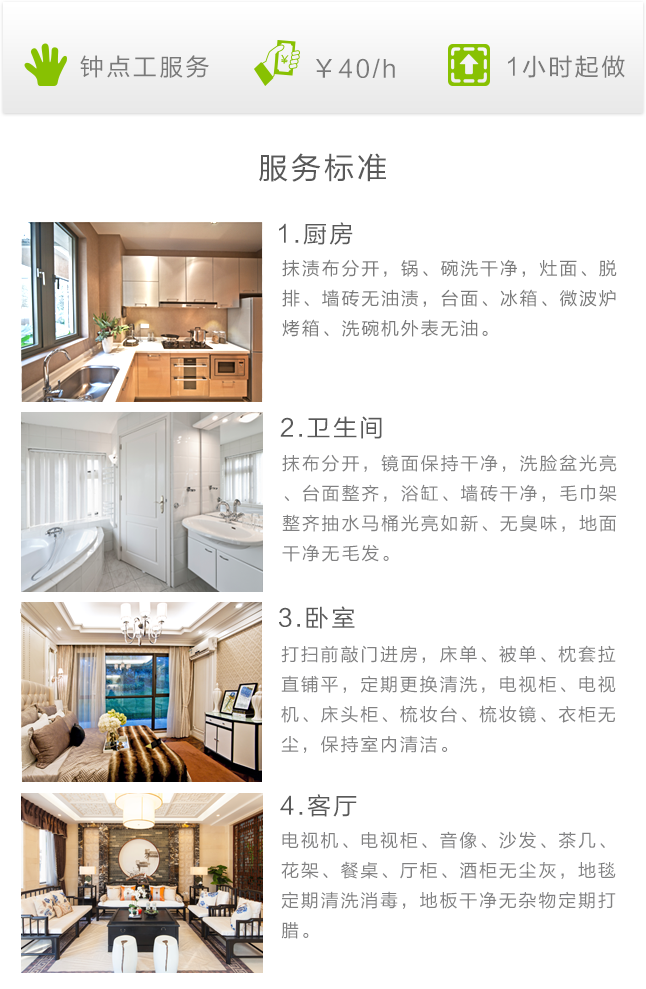 钟点工服务 ￥40/h 1小时起做
服务标准
1.厨房
抹渍布分开，锅、碗洗干净，灶面、脱
排、墙砖无油渍，台面、冰箱、微波炉
烤箱、洗碗机外表无油。
2.卫生间
抹布分开，镜面保持干净，洗脸盆光亮
、台面整齐，浴缸、墙砖干净，毛巾架
整齐抽水马桶光亮如新、无臭味，地面
干净无毛发。
3.卧室
打扫前敲门进房，床单、被单、枕套拉
直铺平，定期更换清洗，电视柜、电视
机、床头柜、梳妆台、梳妆镜、衣柜无
尘，保持室内清洁。
4.客厅
电视机、电视柜、音像、沙发、茶几、
花架、餐桌、厅柜、酒柜无尘灰，地毯
定期清洗消毒，地板干净无杂物定期打
腊。